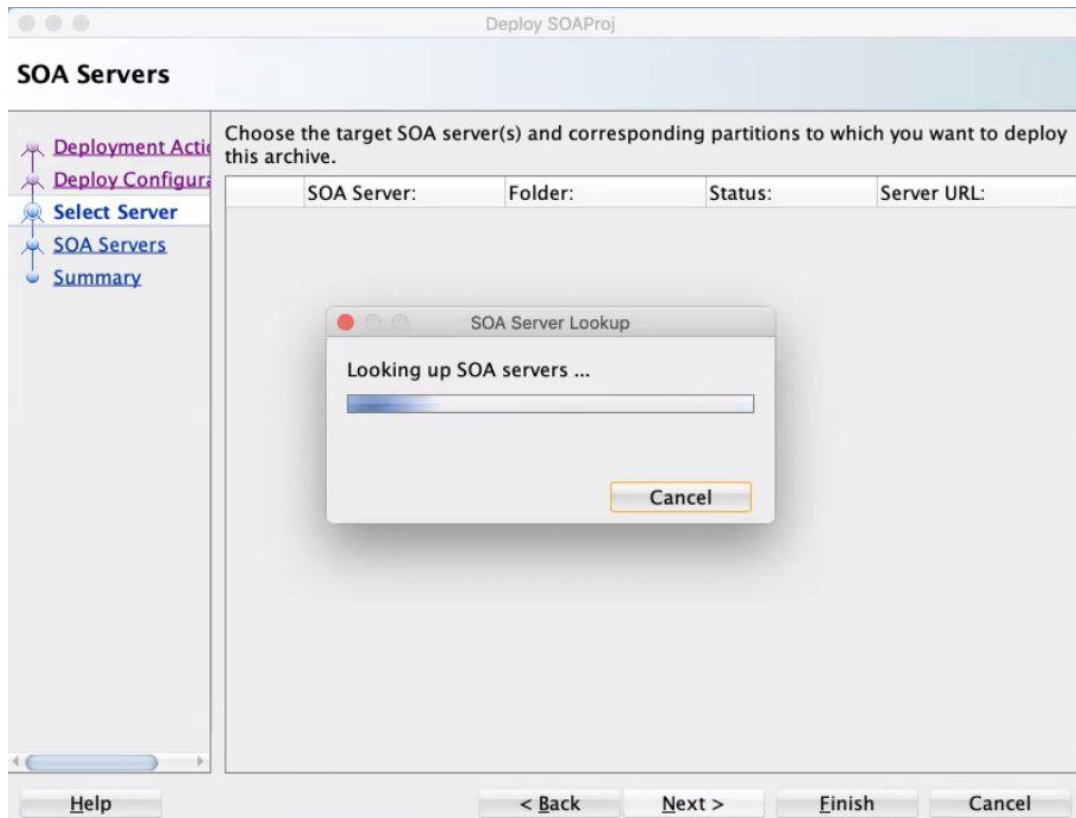 Deploy SOAProj
SOA Servers
Deployment Actio
Deploy Configura
Select Server
SOA Servers
Summary
Choose the target SOA server(s) and corresponding partitions to which you want to deploy
this archive.
SOA Server: Folder: Status: Server URL:
SOA Server Lookup
Looking up SOA servers ...
Cancel
Help < Back Next > Finish Cancel